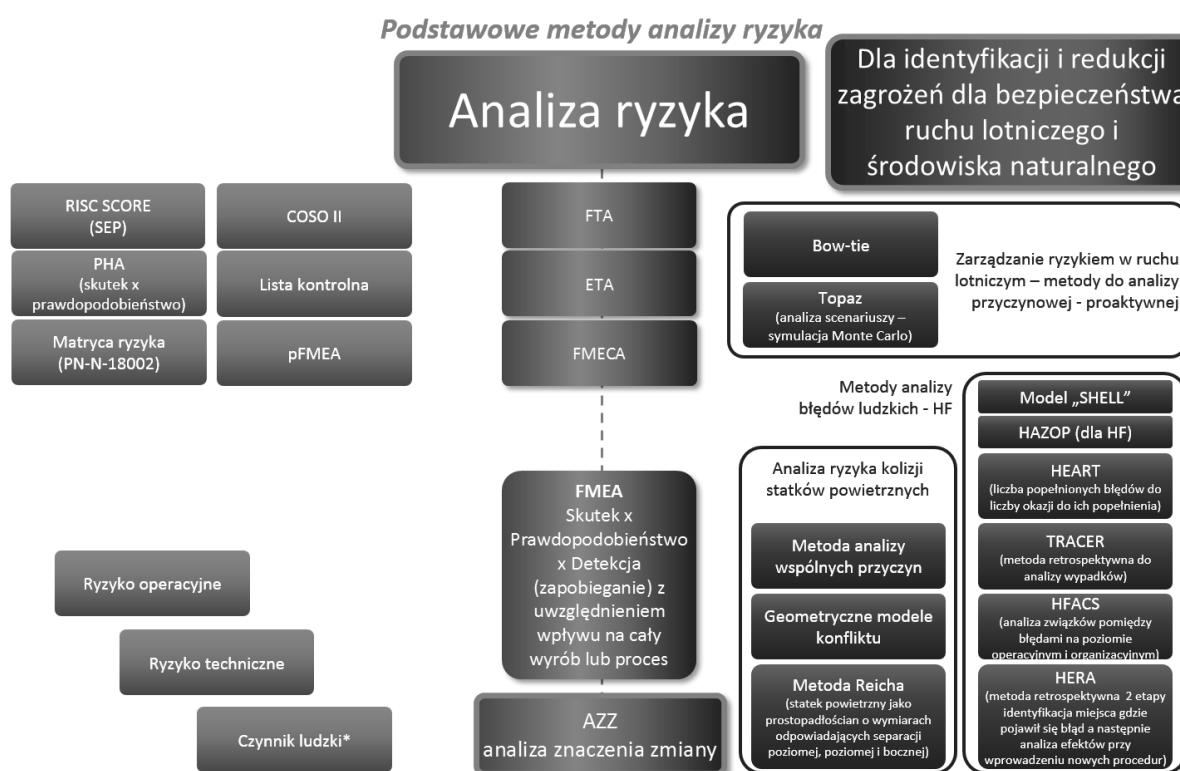 Podstawowe metody analizy ryzyka
Analiza ryzyka
Dla identyfikacji i redukcji
zagrożeń dla bezpieczeństwa
ruchu lotniczego i
środowiska naturalnego
RISC SCORE
(SEP)
COSO II
PHA
(skutek x
prawdopodobieństwo)
Lista kontrolna
Matryca ryzyka
(PN-N-18002)
pFMEA
FTA
ETA
FMECA
Bow-tie
Topaz
(analiza scenariuszy –
symulacja Monte Carlo)
Zarządzanie ryzykiem w ruchu
lotniczym – metody do analizy
przyczynowej - proaktywnej
Metody analizy
błędów ludzkich - HF
Model „SHELL”
HAZOP (dla HF)
HEART
(liczba popełnionych błędów do
liczby okazji do ich popełnienia)
TRACER
(metoda retrospektywna do
analizy wypadków)
HFACS
(analiza związków pomiędzy
błędami na poziomie
operacyjnym i organizacyjnym)
HERA
(metoda retrospektywna 2 etapy
identyfikacja miejsca gdzie
pojawił się błąd a następnie
analiza efektów przy
wprowadzeniu nowych procedur)
Analiza ryzyka kolizji
statków powietrznych
Metoda analizy
wspólnych przyczyn
Geometryczne modele
konfliktu
Metoda Reicha
(statek powietrzny jako
prostopadłościan o wymiarach
odpowiadających separacji
poziomej, poziomej i bocznej)
FMEA
Skutek x
Prawdopodobieństwo
x Detekcja
(zapobieganie) z
uwzględnieniem
wpływu na cały
wyrób lub proces
AZZ
analiza znaczenia zmiany
Ryzyko operacyjne
Ryzyko techniczne
Czynnik ludzki*